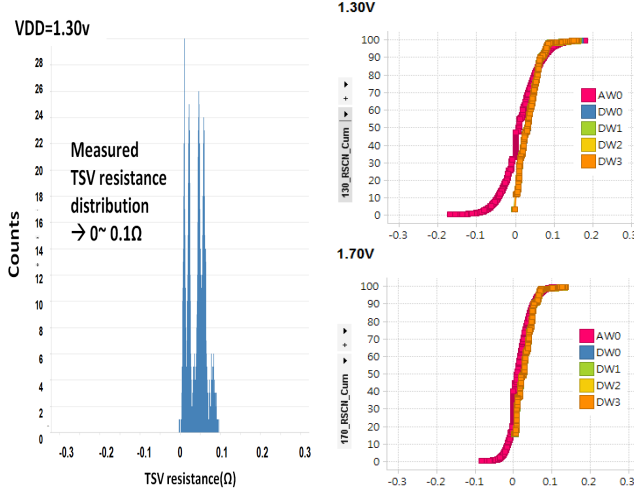 VDD=1.30v
28
26
24
22
20
18
16
14
12
10
8
6
4
2
0
Counts
Measured
TSV resistance
distribution
→ 0~ 0.1Ω
-0.3
-0.2
-0.1
0
0.1
0.2
0.3
TSV resistance(Ω)
1.30V
130_RSCN_Cum
+
100
90
80
70
60
50
40
30
20
10
0
-0.3
-0.2
-0.1
0
0.1
0.2
0.3
AW0
DW0
DW1
DW2
DW3
1.70V
170_RSCN_Cum
+
100
90
80
70
60
50
40
30
20
10
0
-0.3
-0.2
-0.1
0
0.1
0.2
0.3
AW0
DW0
DW1
DW2
DW3